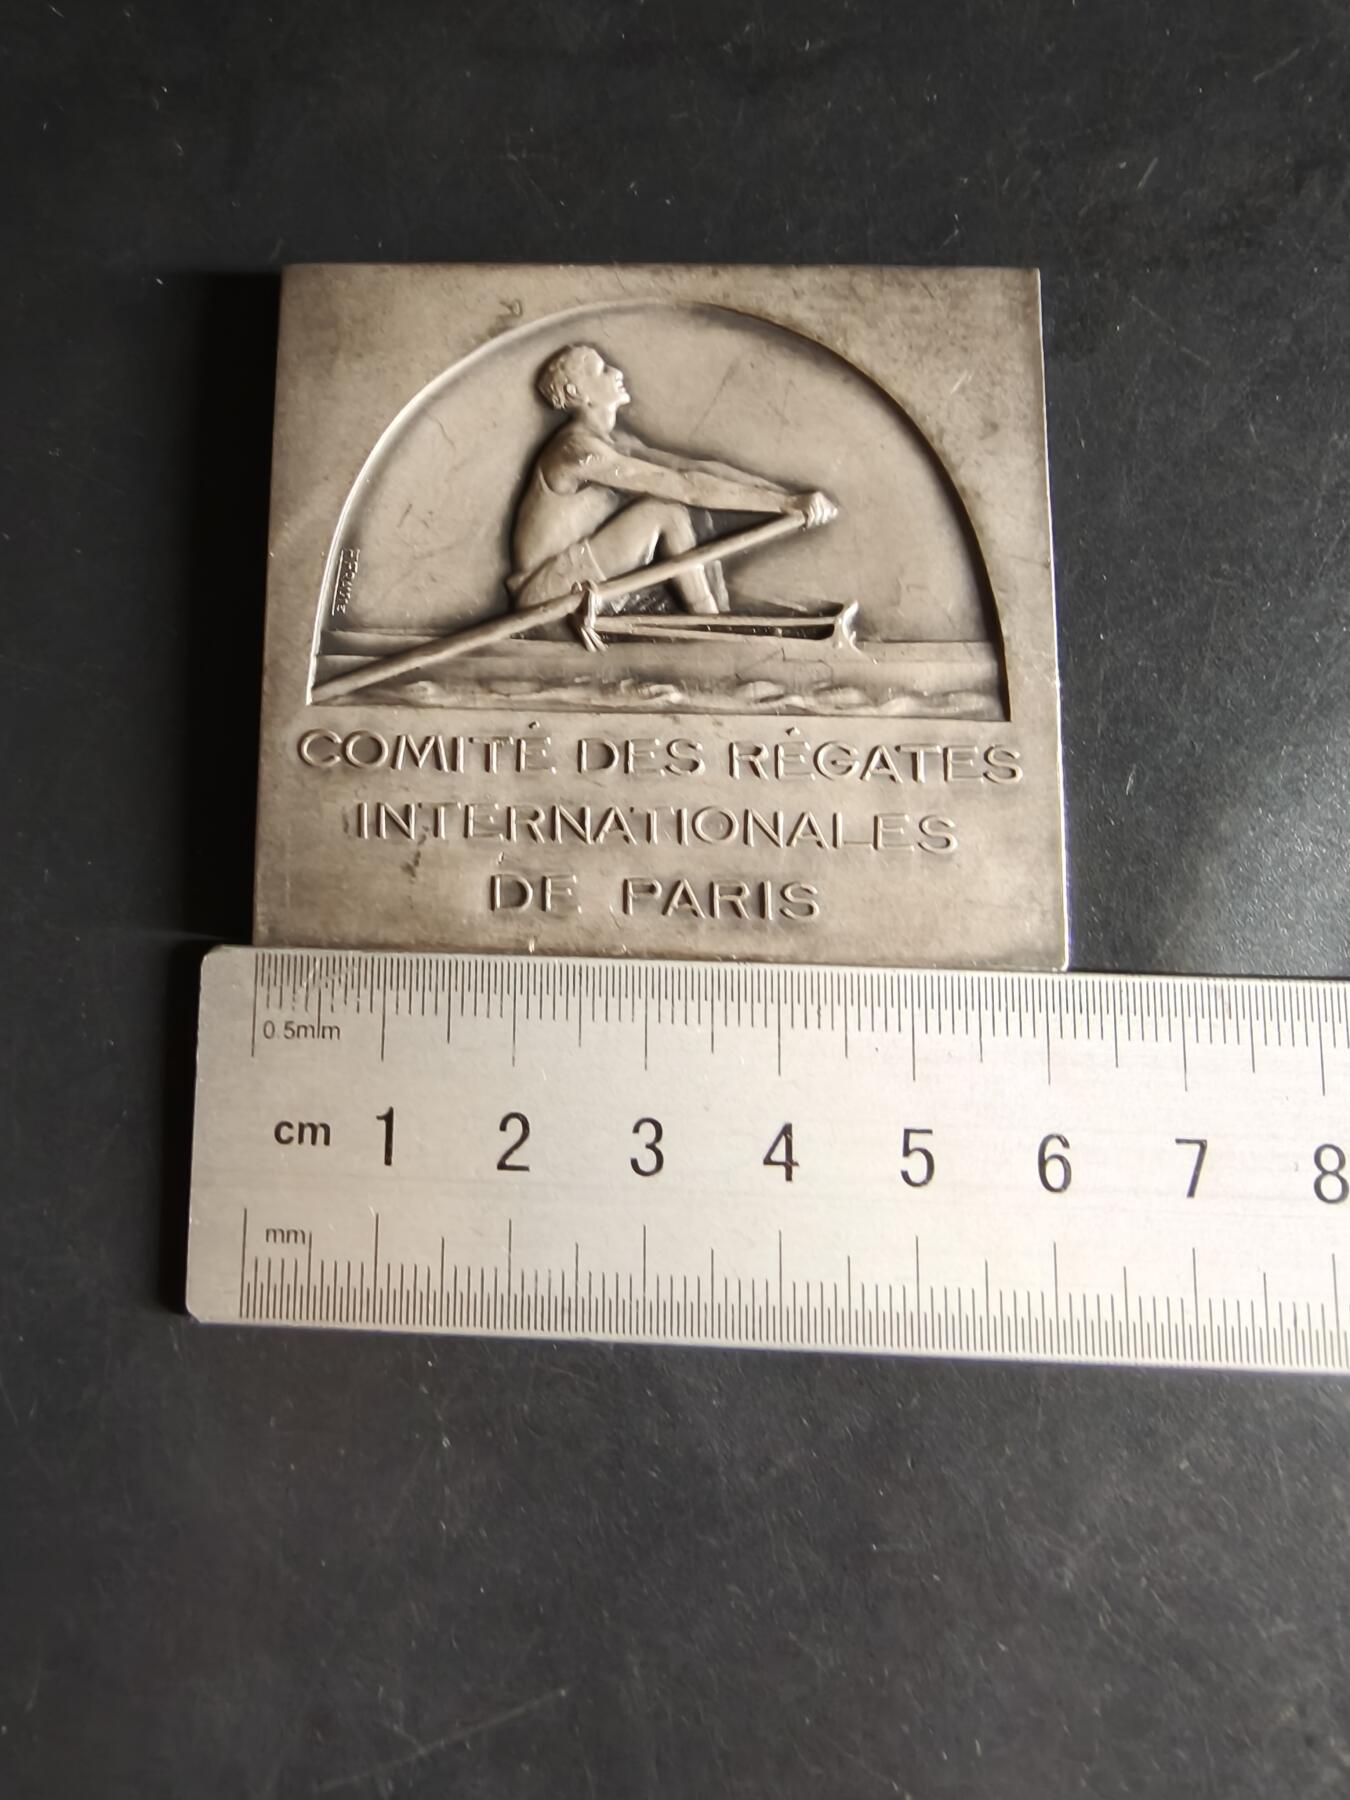 COMITÉ DES RÉGATES
INTERNATIONALES
DE PARIS
0.5mm
cm 1 2 3 4 5 6 7 8
mm